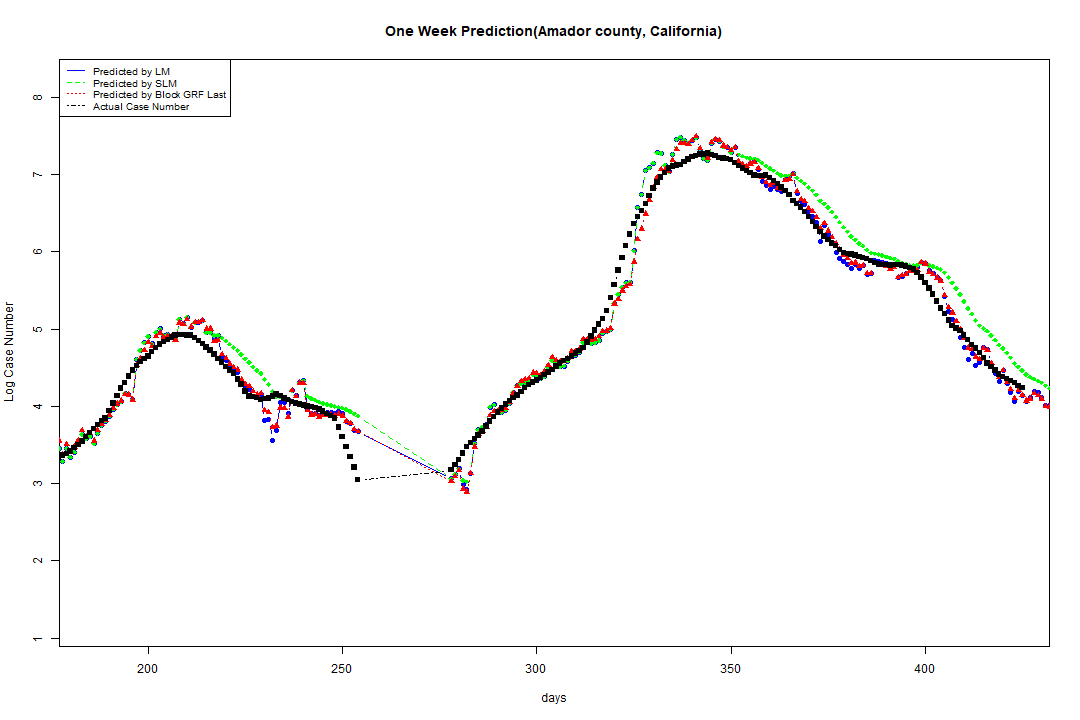 One Week Prediction(Amador county, California)
Predicted by LM
Predicted by SLM
Predicted by Block GRF Last
Actual Case Number
8
7
6
5
4
3
2
1
Log Case Number
200 250 300 350 400
days